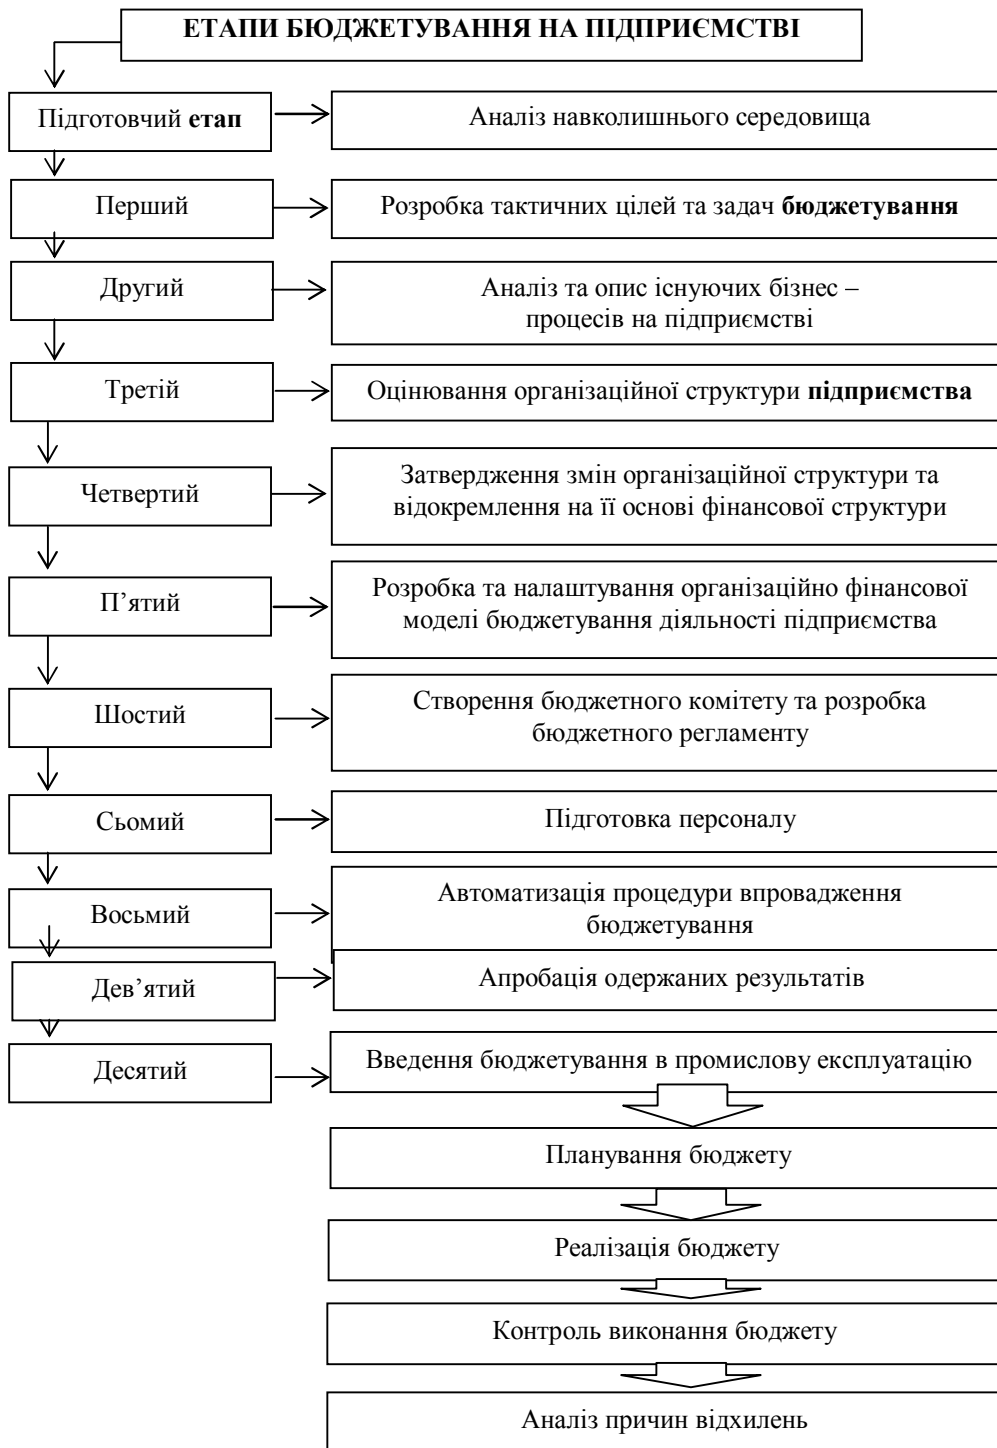 ЕТАПИ БЮДЖЕТУВАННЯ НА ПІДПРИЄМСТВІ
Підготовчий етап
Аналіз навколишнього середовища
Перший
Розробка тактичних цілей та задач бюджетування
Другий
Аналіз та опис існуючих бізнес –
процесів на підприємстві
Третій
Оцінювання організаційної структури підприємства
Четвертий
Затвердження змін організаційної структури та
відокремлення на її основі фінансової структури
П’ятий
Розробка та налаштування організаційно фінансової
моделі бюджетування діяльності підприємства
Шостий
Створення бюджетного комітету та розробка
бюджетного регламенту
Сьомий
Підготовка персоналу
Восьмий
Автоматизація процедури впровадження
бюджетування
Дев’ятий
Апробація одержаних результатів
Десятий
Введення бюджетування в промислову експлуатацію
Планування бюджету
Реалізація бюджету
Контроль виконання бюджету
Аналіз причин відхилень